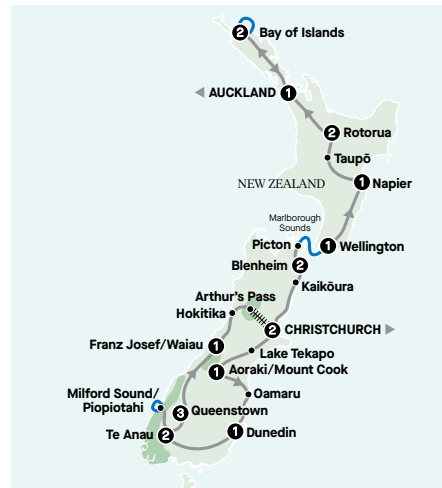 2 Bay of Islands
AUCKLAND 1
2 Rotorua
Taupō
1 Napier
NEW ZEALAND
Marlborough
Sounds
Picton
1 Wellington
Blenheim 2
Kaikōura
Arthur's Pass
Hokitika
2 CHRISTCHURCH
Franz Josef/Waiau 1
Lake Tekapo
1 Aoraki/Mount Cook
Milford Sound/
Piopiotahi
Oamaru
3 Queenstown
Te Anau 2
1 Dunedin